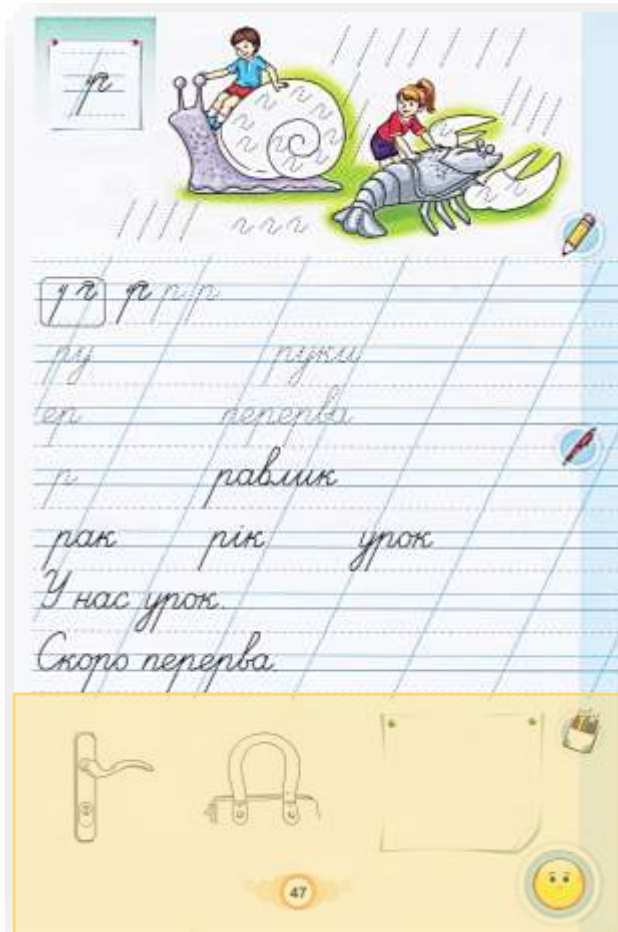 р
г г г
р р р р
ру руки
ер перерва
р равлик
рак рік урок
У нас урок.
Скоро перерва.
47